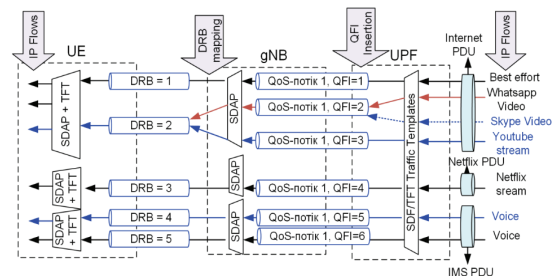 IP Flows
DRB
mapping
QFI
Insertion
IP Flows
UE
gNB
UPF
Internet
PDU
SDAP + TFT
DRB = 1
SDAP
QoS-потік 1, QFI=1
SDF/TFT Traffic Templates
Best effort
Whatsapp
Video
DRB = 2
QoS-потік 1, QFI=2
Skype Video
QoS-потік 1, QFI=3
Youtube
stream
Netflix PDU
SDAP
+ TFT
DRB = 3
SDAP
QoS-потік 1, QFI=4
Netflix
sream
SDAP
+ TFT
DRB = 4
SDAP
QoS-потік 1, QFI=5
Voice
DRB = 5
QoS-потік 1, QFI=6
Voice
IMS PDU